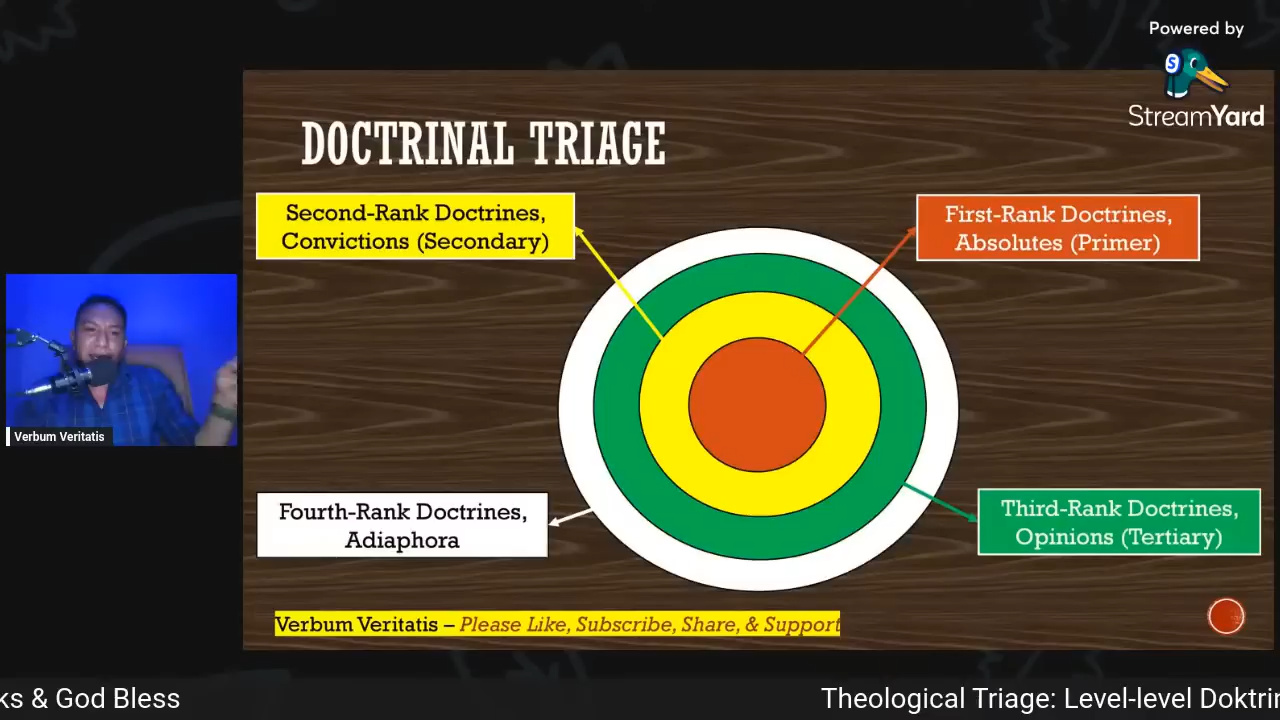 Powered by
StreamYard
DOCTRINAL TRIAGE
Second-Rank Doctrines,
Convictions (Secondary)
First-Rank Doctrines,
Absolutes (Primer)
Verbum Veritatis
Fourth-Rank Doctrines,
Adiaphora
Third-Rank Doctrines,
Opinions (Tertiary)
Verbum Veritatis – Please Like, Subscribe, Share, & Support
ks & God Bless
Theological Triage: Level-level Doktri